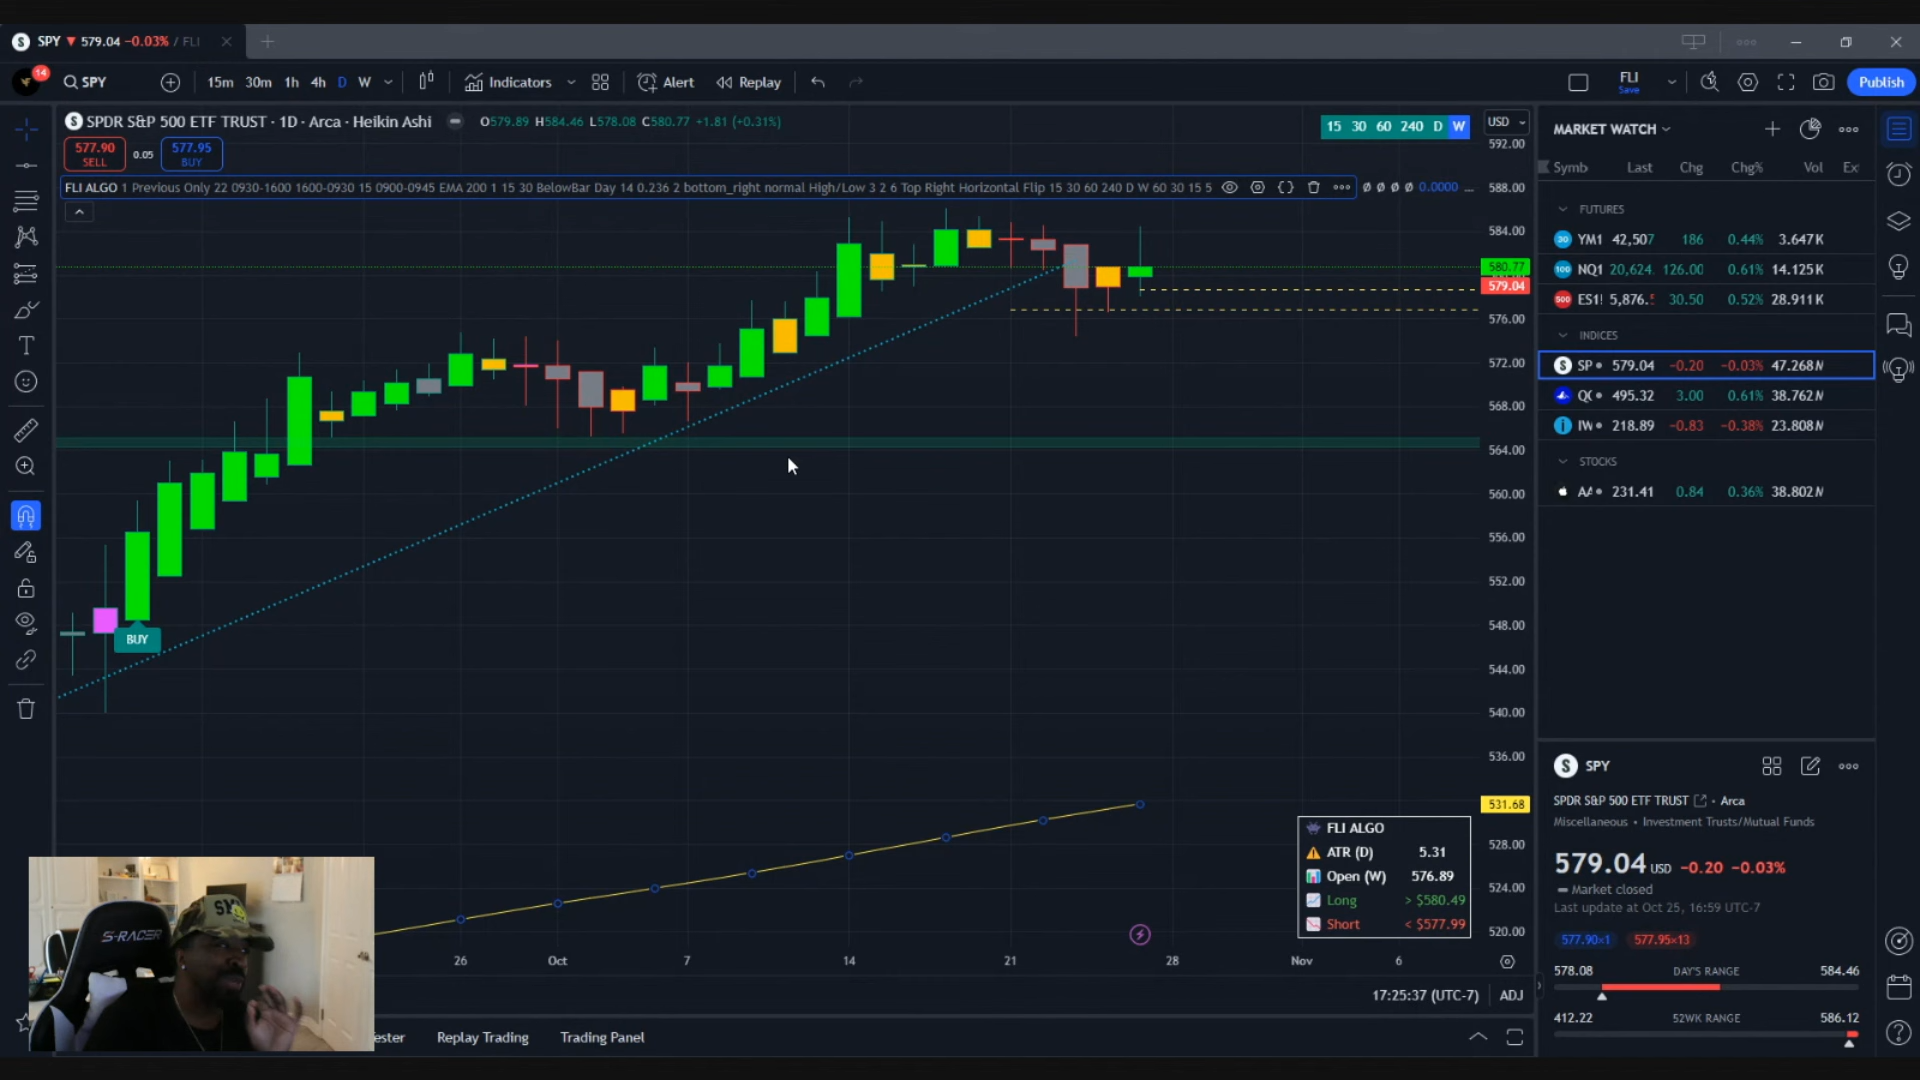 SPY ▼ 579.04 −0.03% / FLI
14
SPY
15m 30m 1h 4h D W
Indicators
Alert
Replay
FLI
Save
Publish
SPDR S&P 500 ETF TRUST · 1D · Arca · Heikin Ashi
O579.89 H584.46 L578.08 C580.77 +1.81 (+0.31%)
15 30 60 240 D W
USD
577.90
SELL
0.05
577.95
BUY
FLI ALGO 1 Previous Only 22 0930-1600 1600-0930 15 0900-0945 EMA 200 1 15 30 BelowBar Day 14 0.236 2 bottom_right normal High/Low 3 2 6 Top Right Horizontal Flip 15 30 60 240 D W 60 30 15 5
Ø Ø Ø Ø 0.0000 ...
592.00
588.00
584.00
580.77
579.04
576.00
572.00
568.00
564.00
560.00
556.00
552.00
548.00
544.00
540.00
536.00
531.68
528.00
524.00
520.00
BUY
FLI ALGO
ATR (D) 5.31
Open (W) 576.89
Long > $580.49
Short < $577.99
26 Oct 7 14 21 28 Nov 6
17:25:37 (UTC-7) ADJ
Replay Trading
Trading Panel
MARKET WATCH
Symb Last Chg Chg% Vol Ex
FUTURES
30 YM1 42,507 186 0.44% 3.647K
100 NQ1 20,624. 126.00 0.61% 14.125K
500 ES1! 5,876. 30.50 0.52% 28.911K
INDICES
S SP 579.04 −0.20 −0.03% 47.268M
495.32 3.00 0.61% 38.762M
IW 218.89 −0.83 −0.38% 23.808M
STOCKS
AA 231.41 0.84 0.36% 38.802M
S SPY
SPDR S&P 500 ETF TRUST · Arca
Miscellaneous • Investment Trusts/Mutual Funds
579.04 USD −0.20 −0.03%
Market closed
Last update at Oct 25, 16:59 UTC-7
577.90×1 577.95×13
578.08 DAY'S RANGE 584.46
412.22 52WK RANGE 586.12
S-RACER